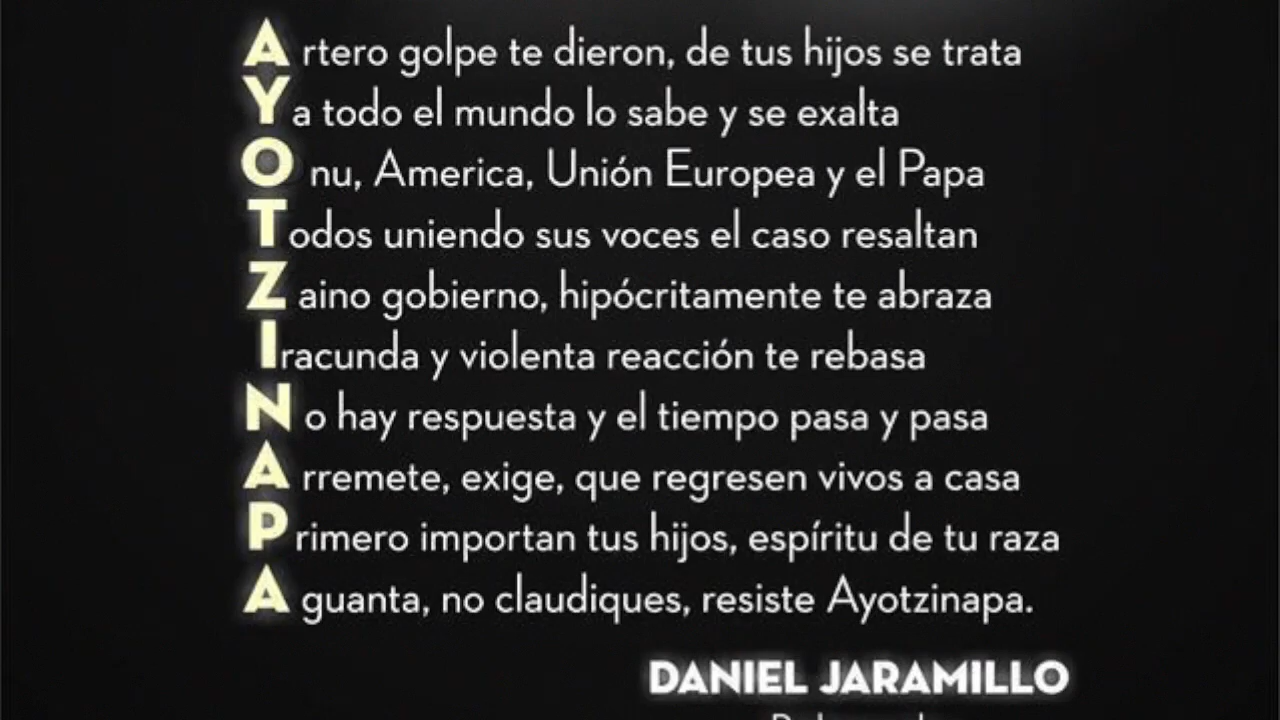 Artero golpe te dieron, de tus hijos se trata
Ya todo el mundo lo sabe y se exalta
Onu, America, Unión Europea y el Papa
Todos uniendo sus voces el caso resaltan
Zaino gobierno, hipócritamente te abraza
Iracunda y violenta reacción te rebasa
No hay respuesta y el tiempo pasa y pasa
Arremete, exige, que regresen vivos a casa
Primero importan tus hijos, espíritu de tu raza
Aguanta, no claudiques, resiste Ayotzinapa.
DANIEL JARAMILLO